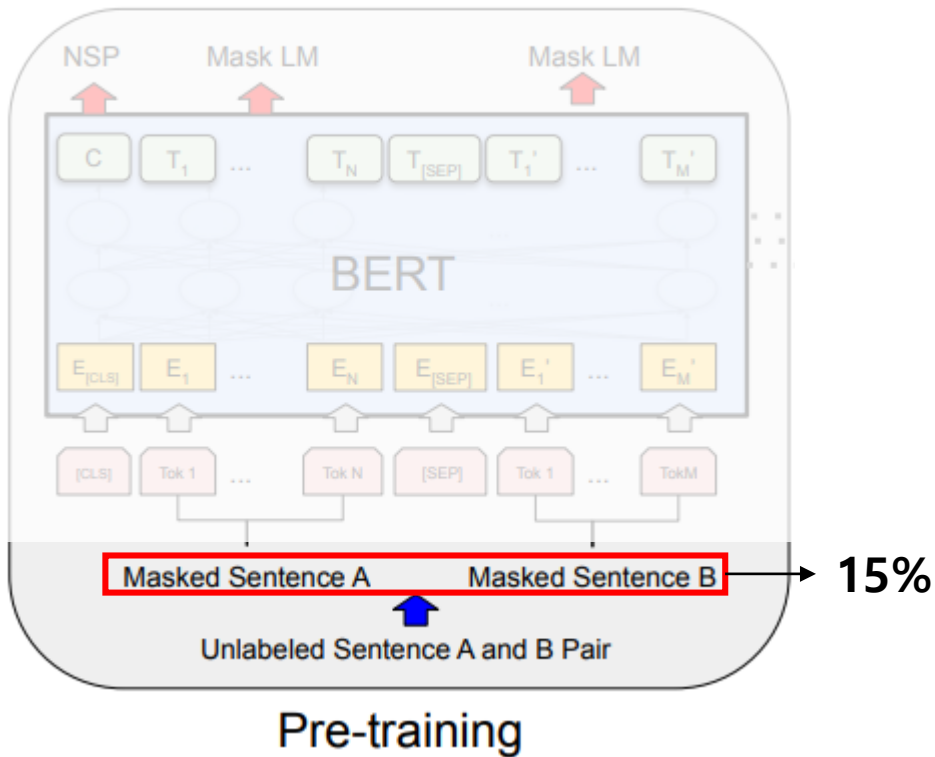 NSP Mask LM Mask LM
C T1 ... TN T[SEP] T1' ... TM'
BERT
E[CLS] E1 ... EN E[SEP] E1' ... EM'
[CLS] Tok 1 ... Tok N [SEP] Tok 1 ... TokM
Masked Sentence A Masked Sentence B 15%
Unlabeled Sentence A and B Pair
Pre-training